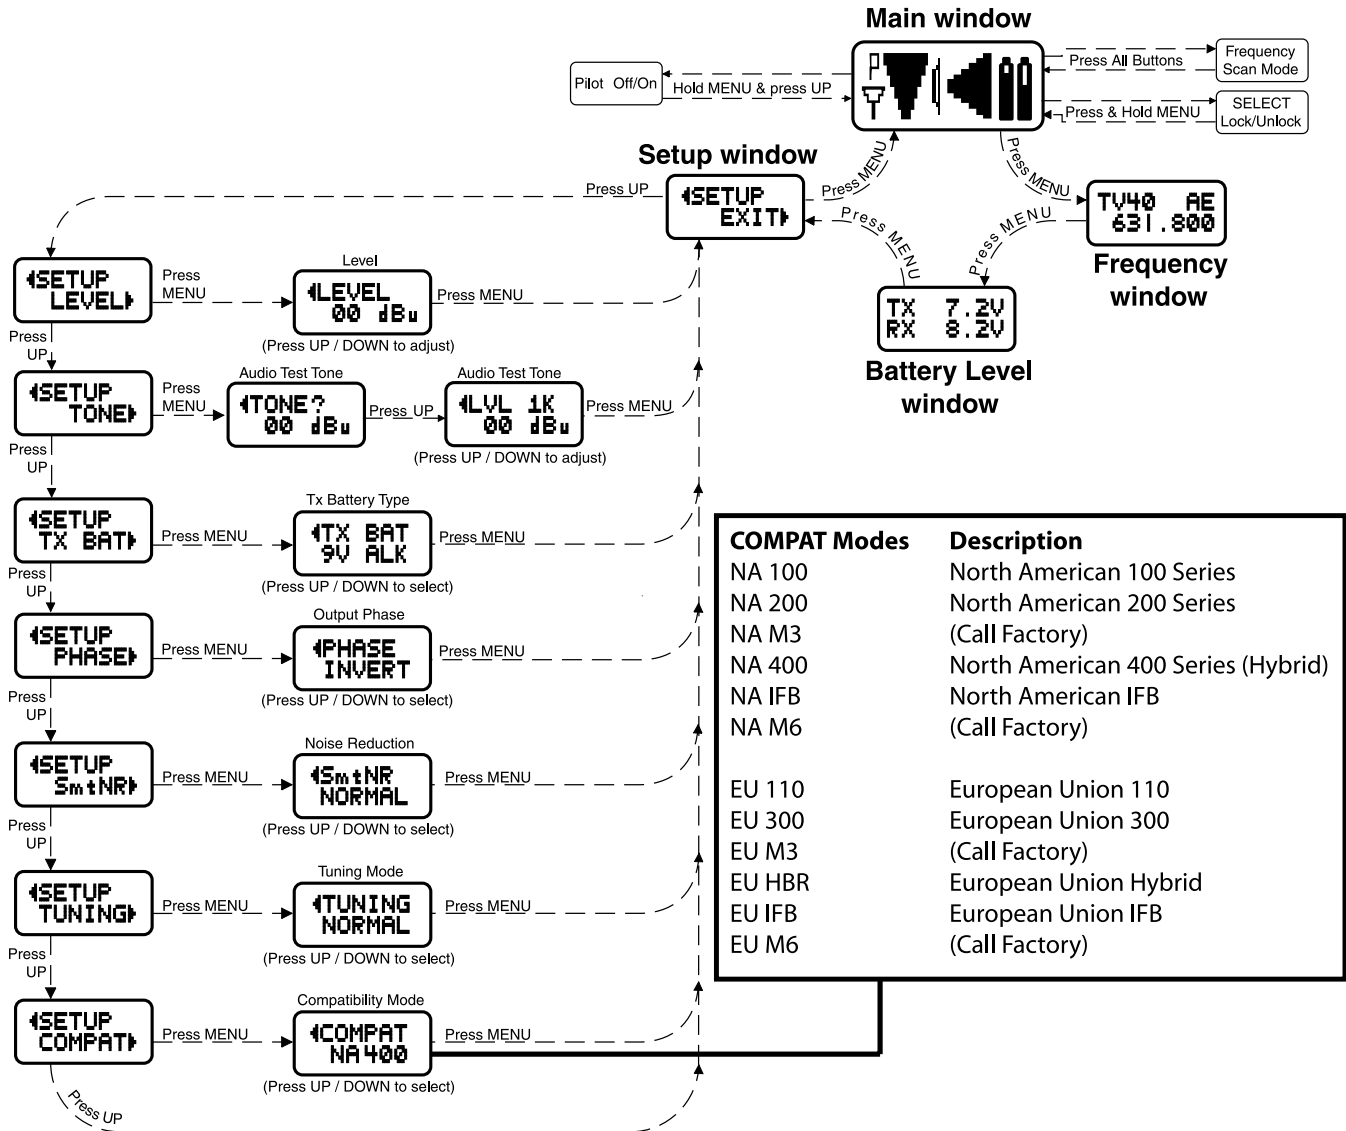 Main window
Pilot Off/On
Hold MENU & press UP
Press All Buttons
Frequency
Scan Mode
Press & Hold MENU
SELECT
Lock/Unlock
Setup window
Press UP
SETUP
EXIT
Press MENU
Press MENU
Press MENU
Press MENU
TV40 AE
631.800
Frequency
window
TX 7.2V
RX 8.2V
Battery Level
window
SETUP
LEVEL
Press
MENU
Level
LEVEL
00 dBu
(Press UP / DOWN to adjust)
Press MENU
Press
UP
SETUP
TONE
Press
MENU
Audio Test Tone
TONE?
00 dBu
Press UP
Audio Test Tone
LVL 1K
00 dBu
(Press UP / DOWN to adjust)
Press MENU
Press
UP
SETUP
TX BAT
Press MENU
Tx Battery Type
TX BAT
9V ALK
(Press UP / DOWN to select)
Press MENU
Press
UP
SETUP
PHASE
Press MENU
Output Phase
PHASE
INVERT
(Press UP / DOWN to select)
Press MENU
Press
UP
SETUP
SmtNR
Press MENU
Noise Reduction
SmtNR
NORMAL
(Press UP / DOWN to select)
Press MENU
Press
UP
SETUP
TUNING
Press MENU
Tuning Mode
TUNING
NORMAL
(Press UP / DOWN to select)
Press MENU
Press
UP
SETUP
COMPAT
Press MENU
Compatibility Mode
COMPAT
NA400
(Press UP / DOWN to select)
Press MENU
Press UP
COMPAT Modes Description
NA 100 North American 100 Series
NA 200 North American 200 Series
NA M3 (Call Factory)
NA 400 North American 400 Series (Hybrid)
NA IFB North American IFB
NA M6 (Call Factory)
EU 110 European Union 110
EU 300 European Union 300
EU M3 (Call Factory)
EU HBR European Union Hybrid
EU IFB European Union IFB
EU M6 (Call Factory)